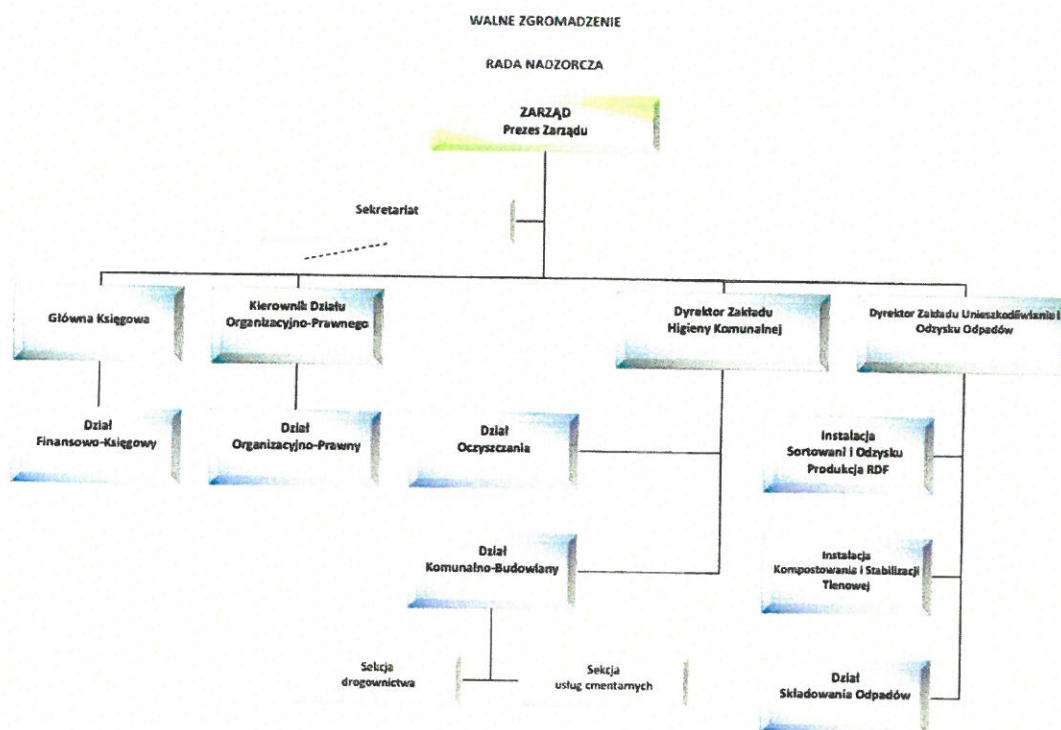 WALNE ZGROMADZENIE
RADA NADZORCZA
ZARZĄD
Prezes Zarządu
Sekretariat
Główna Księgowa
Kierownik Działu
Organizacyjno-Prawnego
Dyrektor Zakładu
Higieny Komunalnej
Dyrektor Zakładu Unieszkodliwiania i
Odzysku Odpadów
Dział
Finansowo-Księgowy
Dział
Organizacyjno-Prawny
Dział
Oczyszczania
Instalacja
Sortowani i Odzysku
Produkcja RDF
Dział
Komunalno-Budowlany
Instalacja
Kompostowania i Stabilizacji
Tlenowej
Sekcja
drogownictwa
Sekcja
usług cmentarnych
Dział
Składowania Odpadów